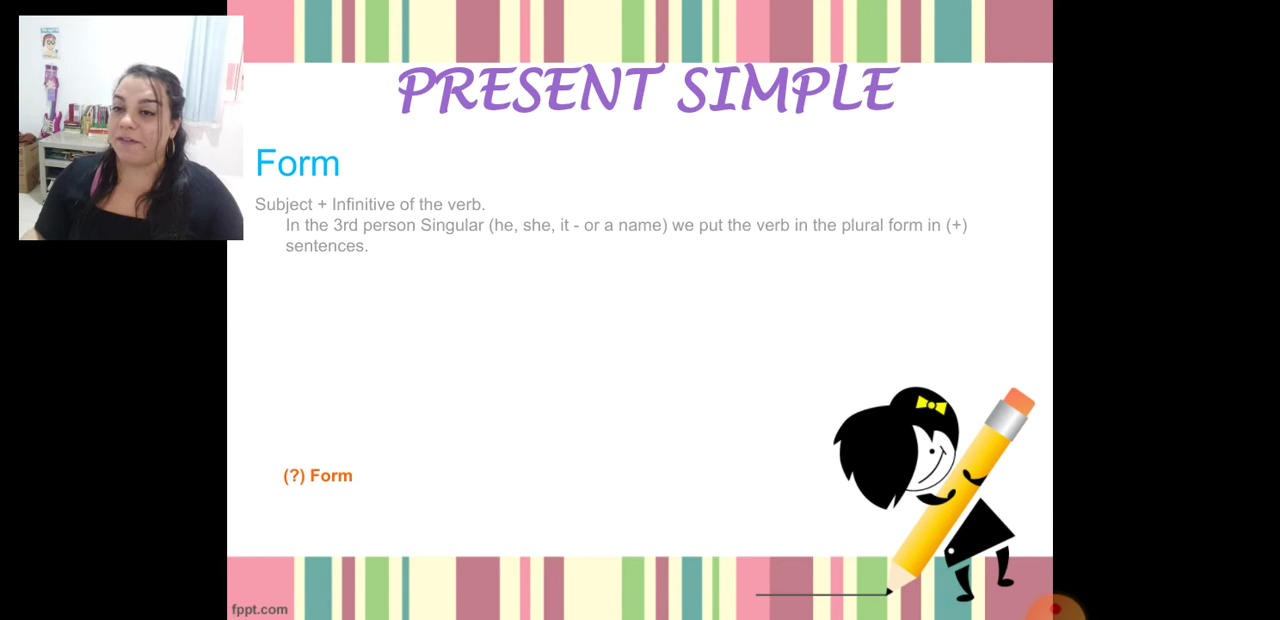 PRESENT SIMPLE
Form
Subject + Infinitive of the verb.
In the 3rd person Singular (he, she, it - or a name) we put the verb in the plural form in (+)
sentences.
(?) Form
fppt.com